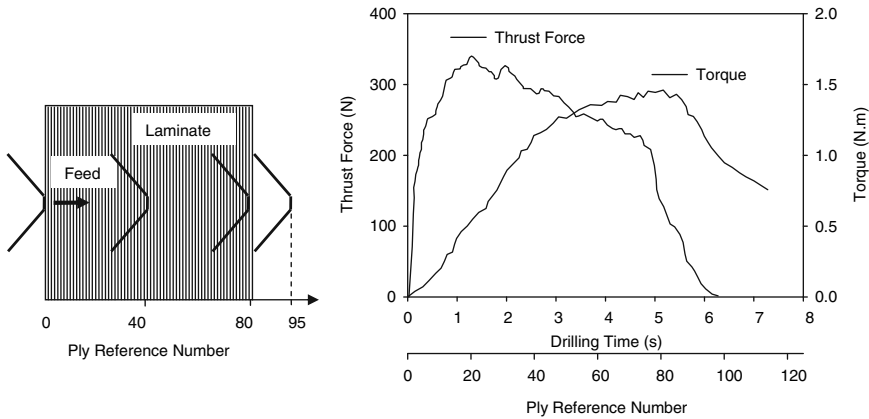 Laminate
Feed
0 40 80 95
Ply Reference Number
400
300
200
100
0
Thrust Force (N)
Thrust Force
Torque
2.0
1.5
1.0
0.5
0.0
Torque (N.m)
0 1 2 3 4 5 6 7 8
Drilling Time (s)
0 20 40 60 80 100 120
Ply Reference Number